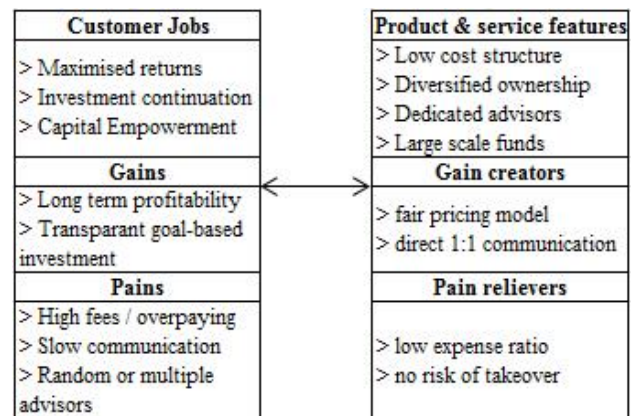 Customer Jobs
> Maximised returns
> Investment continuation
> Capital Empowerment
Gains
> Long term profitability
> Transparant goal-based
investment
Pains
> High fees / overpaying
> Slow communication
> Random or multiple
advisors
Product & service features
> Low cost structure
> Diversified ownership
> Dedicated advisors
> Large scale funds
Gain creators
> fair pricing model
> direct 1:1 communication
Pain relievers
> low expense ratio
> no risk of takeover